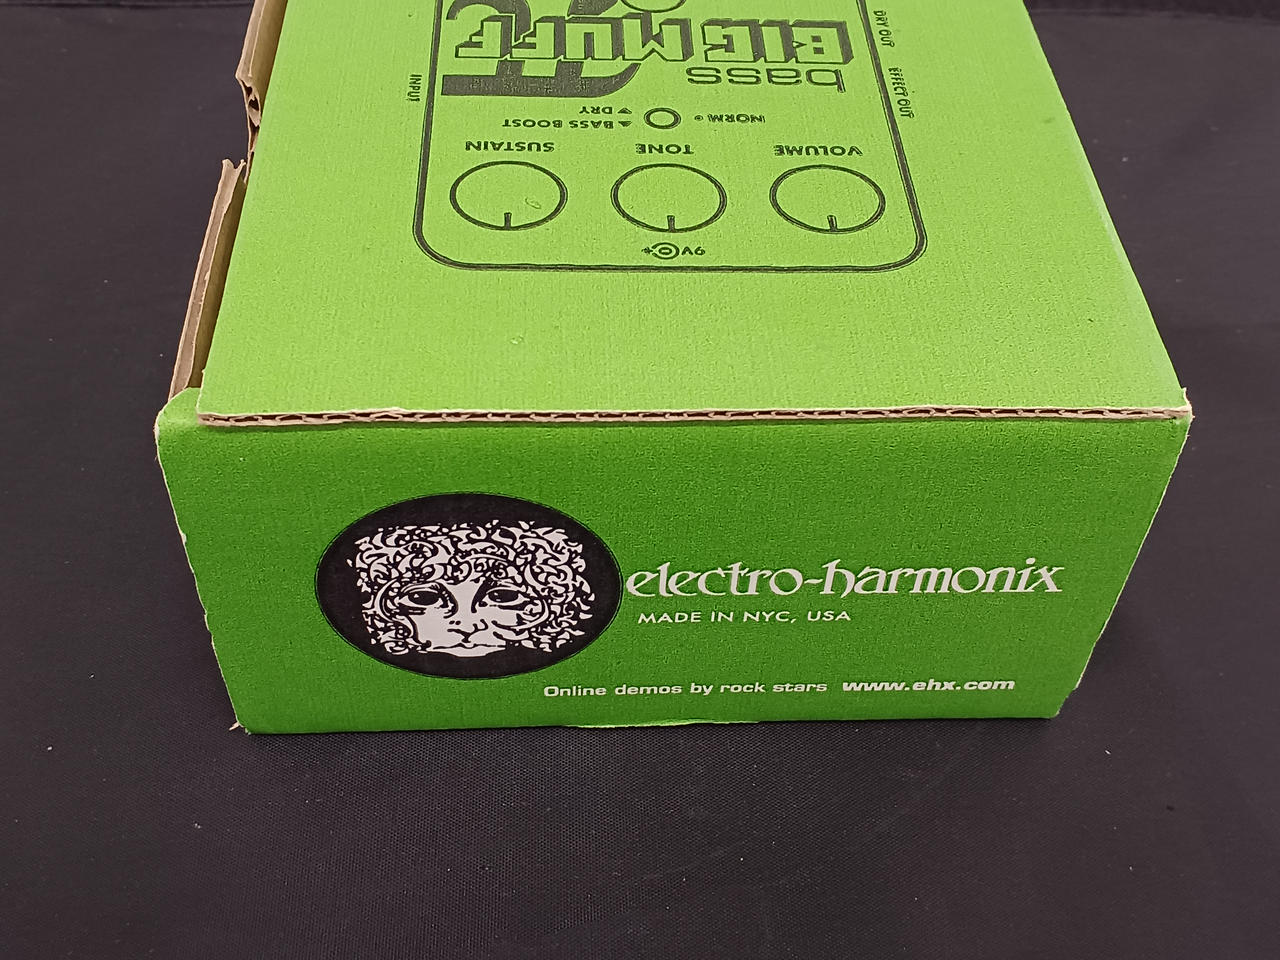 DRY OUT
EFFECT OUT
INPUT
BIG MUFF
bass
▲ BASS BOOST
▼ DRY
NORM
SUSTAIN
TONE
VOLUME
9V
electro-harmonix
MADE IN NYC, USA
Online demos by rock stars www.ehx.com